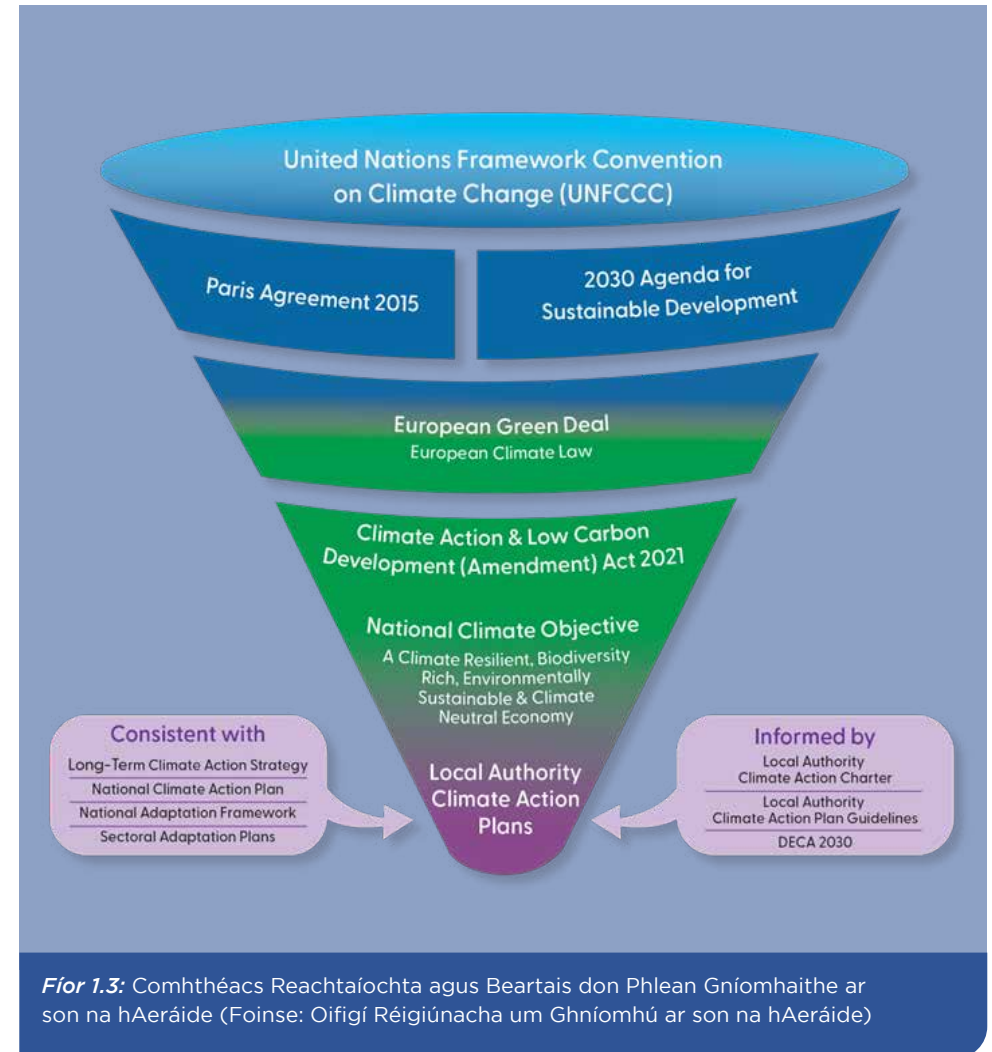 United Nations Framework Convention
on Climate Change (UNFCCC)
Paris Agreement 2015
2030 Agenda for
Sustainable Development
European Green Deal
European Climate Law
Climate Action & Low Carbon
Development (Amendment) Act 2021
National Climate Objective
A Climate Resilient, Biodiversity
Rich, Environmentally
Sustainable & Climate
Neutral Economy
Consistent with
Long-Term Climate Action Strategy
National Climate Action Plan
National Adaptation Framework
Sectoral Adaptation Plans
Local Authority
Climate Action
Plans
Informed by
Local Authority
Climate Action Charter
Local Authority
Climate Action Plan Guidelines
DECA 2030
Fíor 1.3: Comhthéacs Reachtaíochta agus Beartais don Phlean Gníomhaithe ar
son na hAeráide (Foinse: Oifigí Réigiúnacha um Ghníomhú ar son na hAeráide)